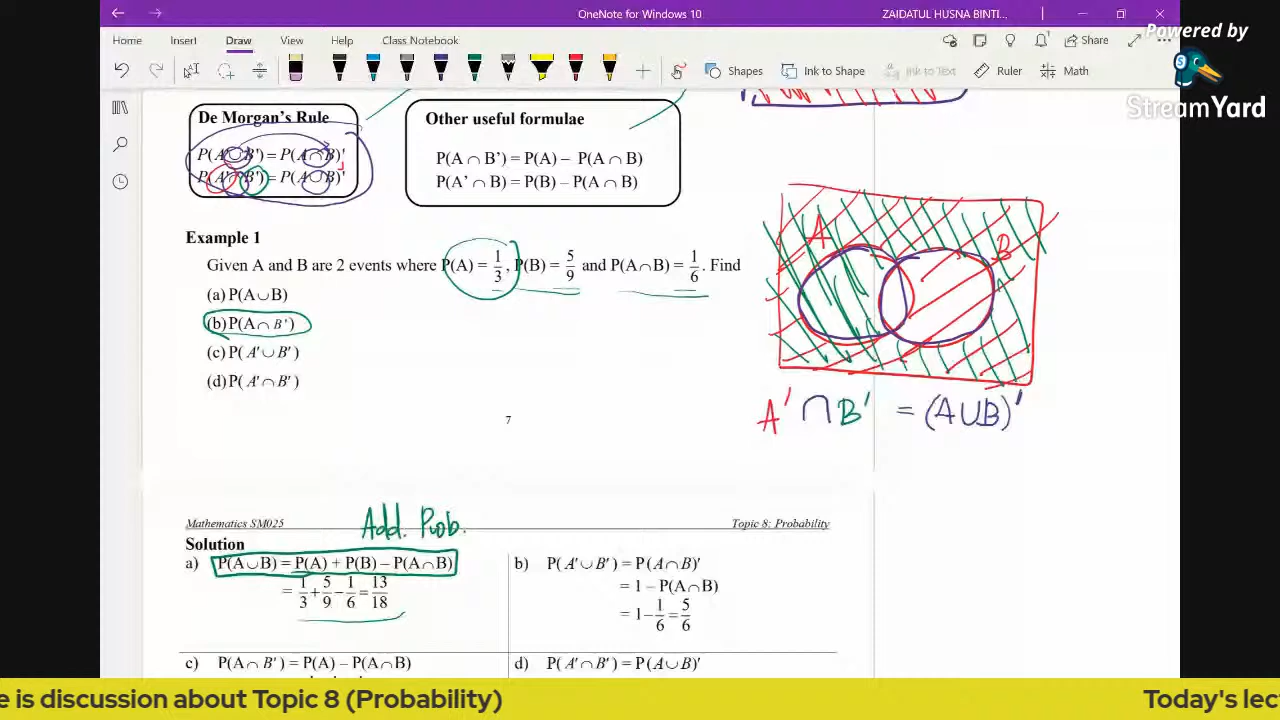 OneNote for Windows 10
ZAIDATUL HUSNA BINTI...
Powered by
StreamYard
Home Insert Draw View Help Class Notebook Share
Shapes Ink to Shape Ink to Text Ruler Math
De Morgan's Rule
P(A'∪B') = P(A∩B)'
P(A'∩B') = P(A∪B)'
Other useful formulae
P(A ∩ B') = P(A) – P(A ∩ B)
P(A' ∩ B) = P(B) – P(A ∩ B)
Example 1
Given A and B are 2 events where P(A) = 1/3, P(B) = 5/9 and P(A∩B) = 1/6. Find
(a) P(A∪B)
(b) P(A∩ B')
(c) P( A'∪ B')
(d) P( A'∩ B')
7
A
B
A' ∩ B' = (A∪B)'
Add. Prob.
Mathematics SM025
Topic 8: Probability
Solution
a) P(A∪B) = P(A) + P(B) – P(A∩B)
= 1/3 + 5/9 – 1/6 = 13/18
b) P( A'∪ B') = P(A∩B)'
= 1 – P(A∩B)
= 1– 1/6 = 5/6
c) P(A∩ B') = P(A) – P(A∩B)
d) P( A'∩ B') = P(A∪B)'
e is discussion about Topic 8 (Probability)
Today's lec